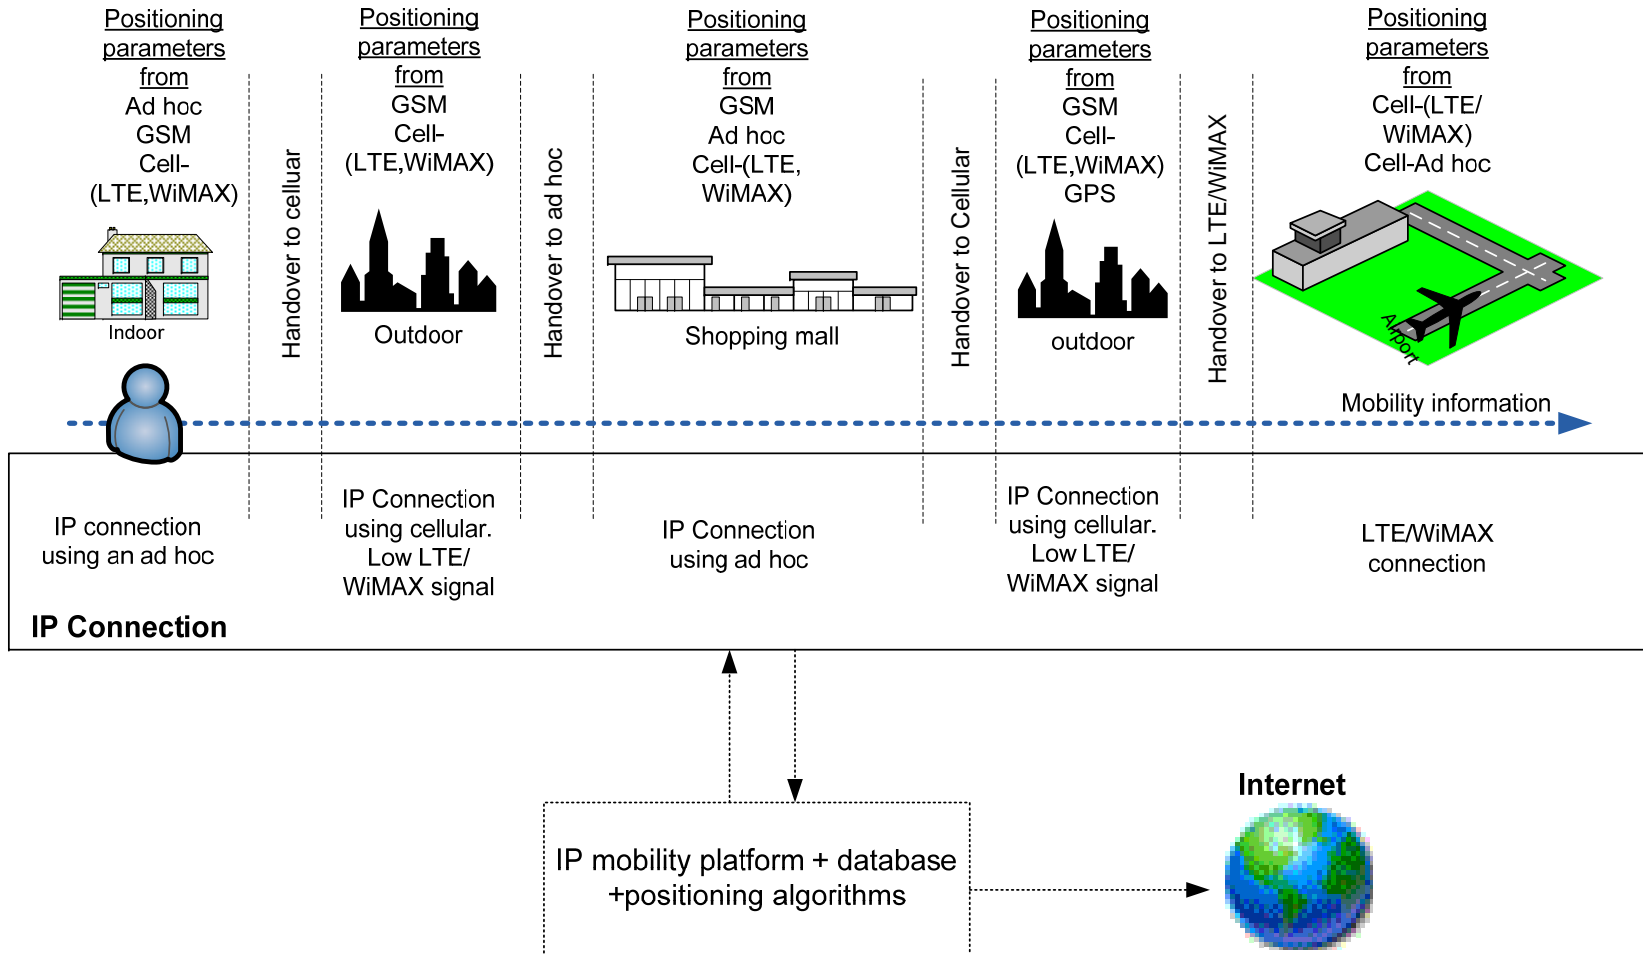 Positioning
parameters
from
Ad hoc
GSM
Cell-
(LTE,WiMAX)
Indoor
Handover to celluar
Positioning
parameters
from
GSM
Cell-
(LTE,WiMAX)
Outdoor
Handover to ad hoc
Positioning
parameters
from
GSM
Ad hoc
Cell-(LTE,
WiMAX)
Shopping mall
Handover to Cellular
Positioning
parameters
from
GSM
Cell-
(LTE,WiMAX)
GPS
outdoor
Handover to LTE/WiMAX
Positioning
parameters
from
Cell-(LTE/
WiMAX)
Cell-Ad hoc
Airport
Mobility information
IP connection
using an ad hoc
IP Connection
using cellular.
Low LTE/
WiMAX signal
IP Connection
using ad hoc
IP Connection
using cellular.
Low LTE/
WiMAX signal
LTE/WiMAX
connection
IP Connection
IP mobility platform + database
+positioning algorithms
Internet